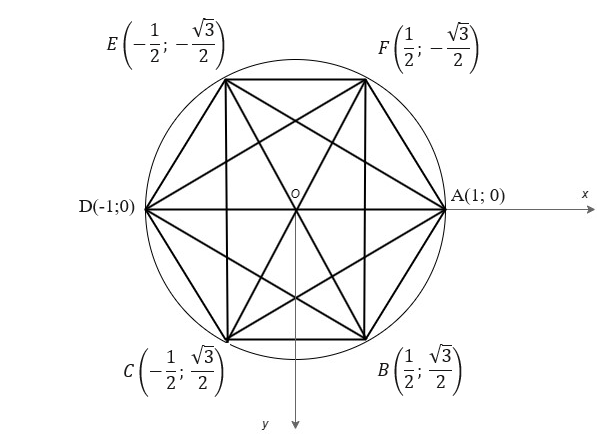 E(-1/2; -√3/2)
F(1/2; -√3/2)
O
D(-1;0)
A(1; 0)
x
C(-1/2; √3/2)
B(1/2; √3/2)
y